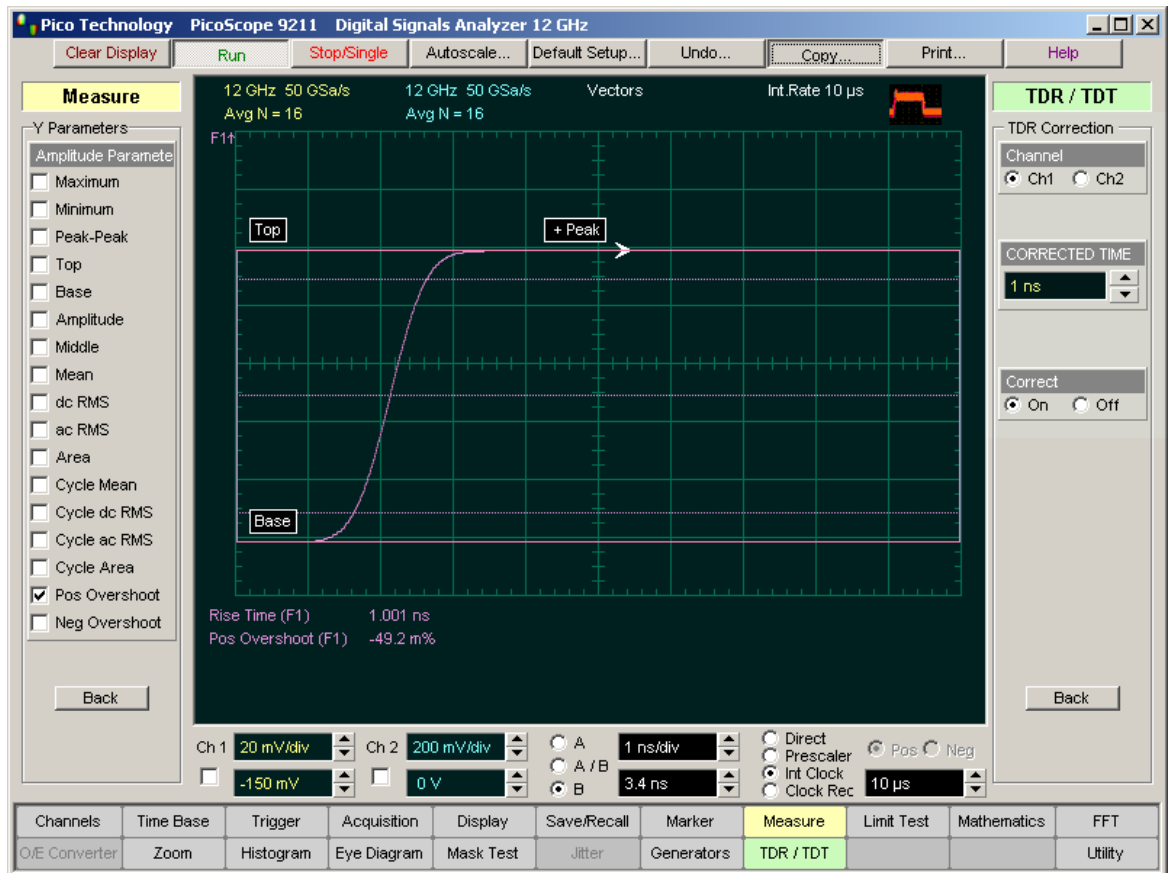 Pico Technology PicoScope 9211 Digital Signals Analyzer 12 GHz
Clear Display Run Stop/Single Autoscale... Default Setup... Undo... Copy... Print... Help
Measure
Y Parameters
Amplitude Paramete
Maximum
Minimum
Peak-Peak
Top
Base
Amplitude
Middle
Mean
dc RMS
ac RMS
Area
Cycle Mean
Cycle dc RMS
Cycle ac RMS
Cycle Area
Pos Overshoot
Neg Overshoot
Back
12 GHz 50 GSa/s 12 GHz 50 GSa/s Vectors Int.Rate 10 µs
Avg N = 16 Avg N = 16
F1↑
Top + Peak
Base
Rise Time (F1) 1.001 ns
Pos Overshoot (F1) -49.2 m%
TDR / TDT
TDR Correction
Channel
Ch1 Ch2
CORRECTED TIME
1 ns
Correct
On Off
Back
Ch 1 20 mV/div Ch 2 200 mV/div A 1 ns/div Direct
A / B Prescaler Pos Neg
-150 mV 0 V B 3.4 ns Int Clock 10 µs
Clock Rec
Channels Time Base Trigger Acquisition Display Save/Recall Marker Measure Limit Test Mathematics FFT
O/E Converter Zoom Histogram Eye Diagram Mask Test Jitter Generators TDR / TDT Utility